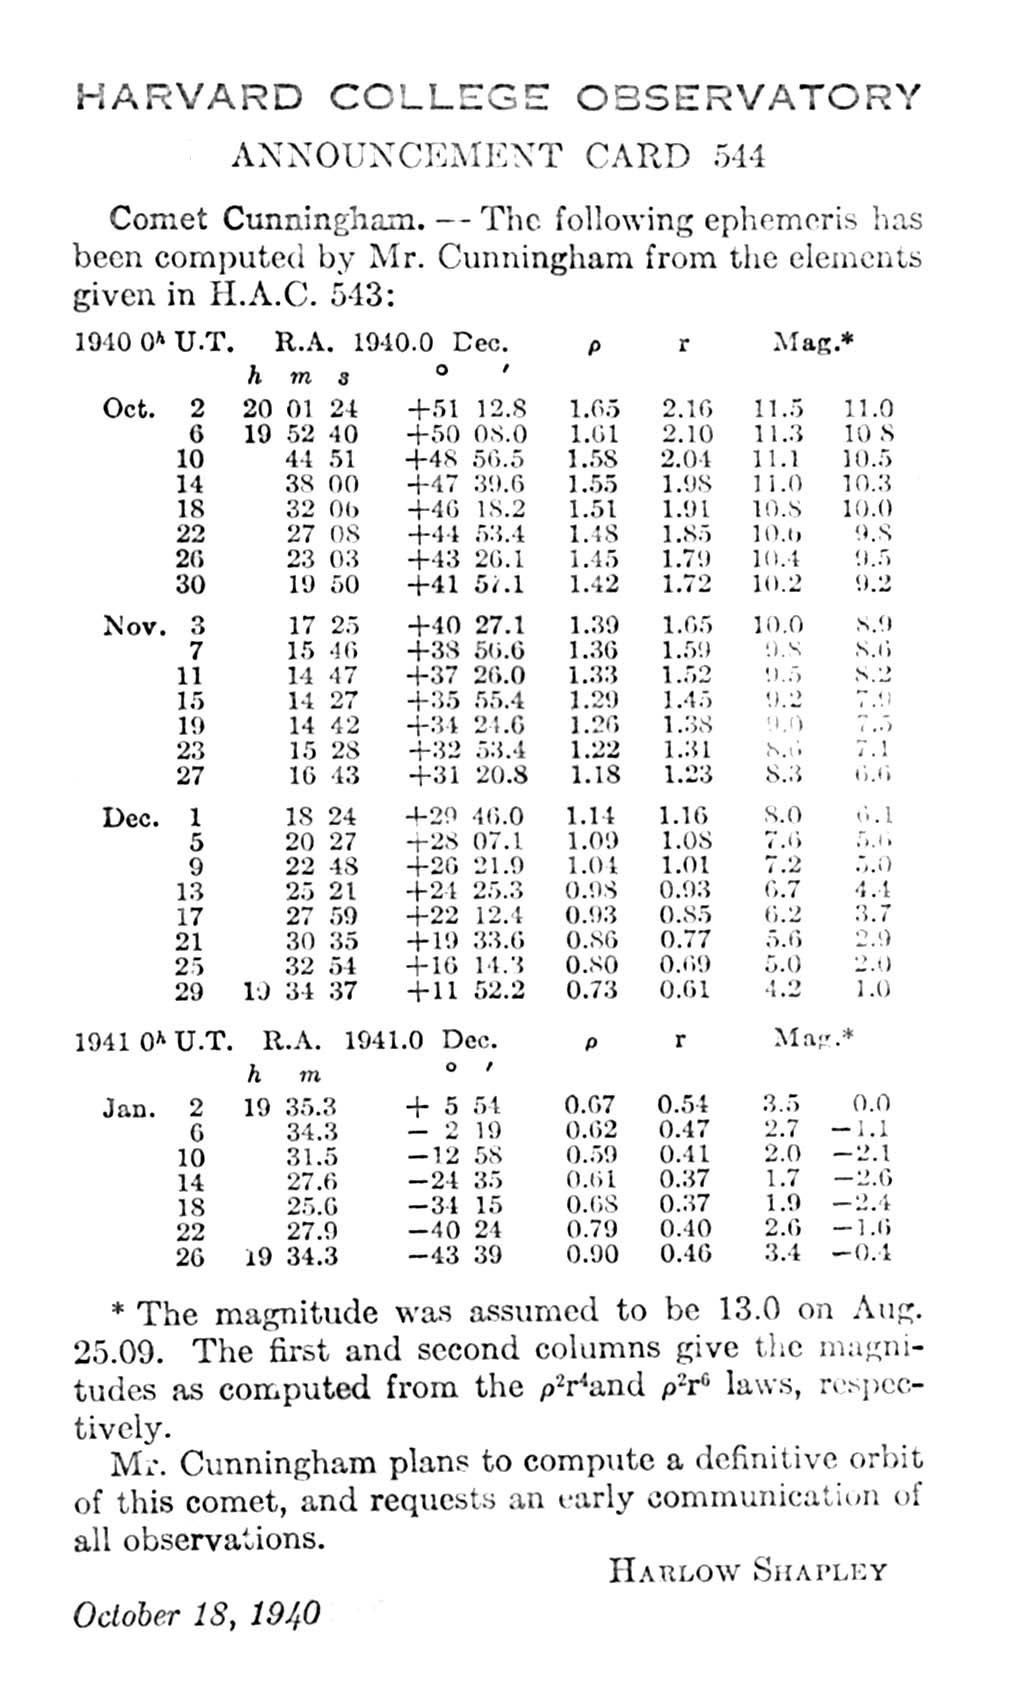 HARVARD COLLEGE OBSERVATORY
ANNOUNCEMENT CARD 544
Comet Cunningham. — The following ephemeris has
been computed by Mr. Cunningham from the elements
given in H.A.C. 543:
1940 0ʰ U.T. R.A. 1940.0 Dec. ρ r Mag.*
h m s ° ′
Oct. 2 20 01 24 +51 12.8 1.65 2.16 11.5 11.0
6 19 52 40 +50 08.0 1.61 2.10 11.3 10 8
10 44 51 +48 56.5 1.58 2.04 11.1 10.5
14 38 00 +47 39.6 1.55 1.98 11.0 10.3
18 32 06 +46 18.2 1.51 1.91 10.8 10.0
22 27 08 +44 53.4 1.48 1.85 10.6 9.8
26 23 03 +43 26.1 1.45 1.79 10.4 9.5
30 19 50 +41 57.1 1.42 1.72 10.2 9.2
Nov. 3 17 25 +40 27.1 1.39 1.65 10.0 8.9
7 15 46 +38 56.6 1.36 1.59 9.8 8.6
11 14 47 +37 26.0 1.33 1.52 9.5 8.2
15 14 27 +35 55.4 1.29 1.45 9.2 7.9
19 14 42 +34 24.6 1.26 1.38 9.0 7.5
23 15 28 +32 53.4 1.22 1.31 8.6 7.1
27 16 43 +31 20.8 1.18 1.23 8.3 6.6
Dec. 1 18 24 +29 46.0 1.14 1.16 8.0 6.1
5 20 27 +28 07.1 1.09 1.08 7.6 5.6
9 22 48 +26 21.9 1.04 1.01 7.2 5.0
13 25 21 +24 25.3 0.98 0.93 6.7 4.4
17 27 59 +22 12.4 0.93 0.85 6.2 3.7
21 30 35 +19 33.6 0.86 0.77 5.6 2.9
25 32 54 +16 14.3 0.80 0.69 5.0 2.0
29 19 34 37 +11 52.2 0.73 0.61 4.2 1.0
1941 0ʰ U.T. R.A. 1941.0 Dec. ρ r Mag.*
h m ° ′
Jan. 2 19 35.3 + 5 54 0.67 0.54 3.5 0.0
6 34.3 − 2 19 0.62 0.47 2.7 −1.1
10 31.5 −12 58 0.59 0.41 2.0 −2.1
14 27.6 −24 35 0.61 0.37 1.7 −2.6
18 25.6 −34 15 0.68 0.37 1.9 −2.4
22 27.9 −40 24 0.79 0.40 2.6 −1.6
26 19 34.3 −43 39 0.90 0.46 3.4 −0.4
* The magnitude was assumed to be 13.0 on Aug.
25.09. The first and second columns give the magni-
tudes as computed from the ρ²r⁴and ρ²r⁶ laws, respec-
tively.
Mr. Cunningham plans to compute a definitive orbit
of this comet, and requests an early communication of
all observations.
HARLOW SHAPLEY
October 18, 1940